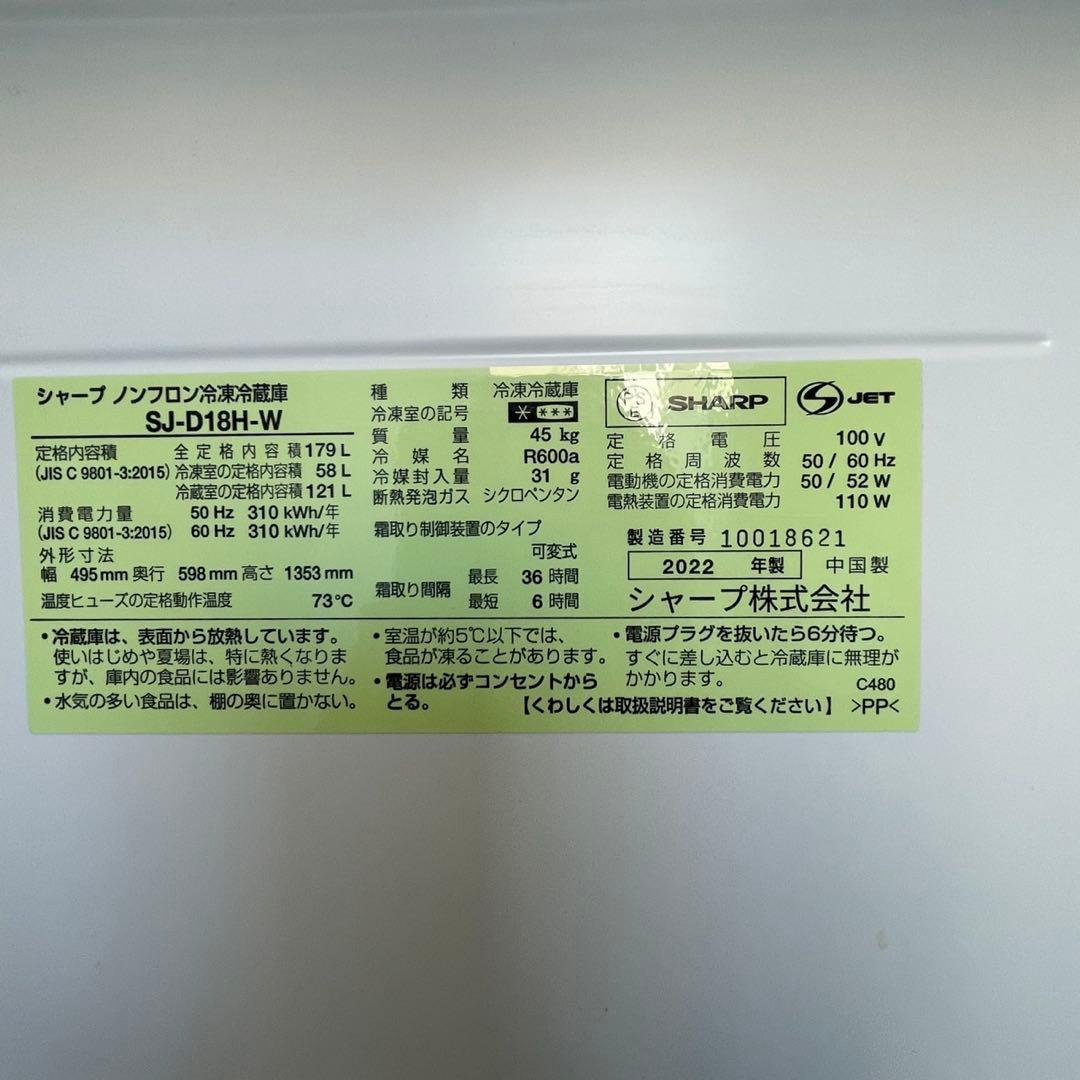 シャープ ノンフロン冷凍冷蔵庫
SJ-D18H-W
定格内容積 全定格内容積 179 L
(JIS C 9801-3:2015) 冷凍室の定格内容積 58 L
冷蔵室の定格内容積 121 L
消費電力量 50 Hz 310 kWh/年
(JIS C 9801-3:2015) 60 Hz 310 kWh/年
外形寸法
幅 495 mm 奥行 598 mm 高さ 1353 mm
温度ヒューズの定格動作温度 73℃
種類 冷凍冷蔵庫
冷凍室の記号 * ***
質量 45 kg
冷媒名 R600a
冷媒封入量 31 g
断熱発泡ガス シクロペンタン
霜取り制御装置のタイプ
可変式
霜取り間隔 最長 36 時間
最短 6 時間
PS E SHARP JET
定格電圧 100 V
定格周波数 50 / 60 Hz
電動機の定格消費電力 50 / 52 W
電熱装置の定格消費電力 110 W
製造番号 10018621
2022 年製 中国製
シャープ株式会社
・冷蔵庫は、表面から放熱しています。
使いはじめや夏場は、特に熱くなりま
すが、庫内の食品には影響ありません。
・水気の多い食品は、棚の奥に置かない。
・室温が約5℃以下では、
食品が凍ることがあります。
・電源は必ずコンセントから
とる。
・電源プラグを抜いたら6分待つ。
すぐに差し込むと冷蔵庫に無理が
かかります。 C480
【くわしくは取扱説明書をご覧ください】 >PP<